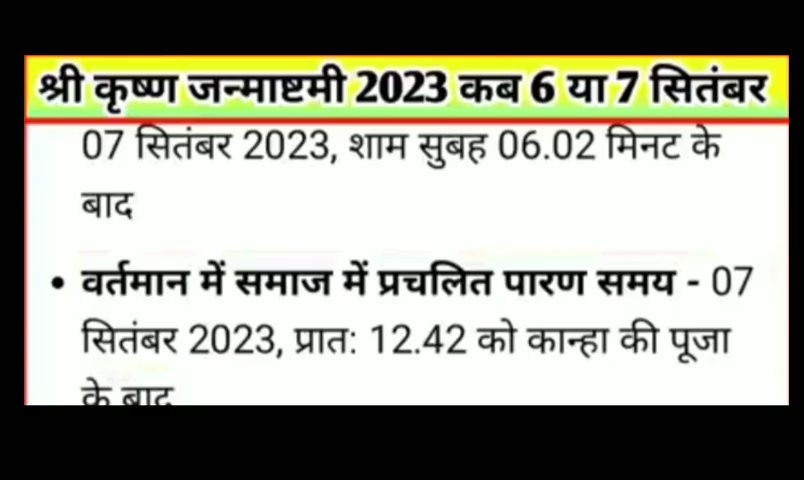 श्री कृष्ण जन्माष्टमी 2023 कब 6 या 7 सितंबर
07 सितंबर 2023, शाम सुबह 06.02 मिनट के
बाद
• वर्तमान में समाज में प्रचलित पारण समय - 07
सितंबर 2023, प्रात: 12.42 को कान्हा की पूजा
के बाद